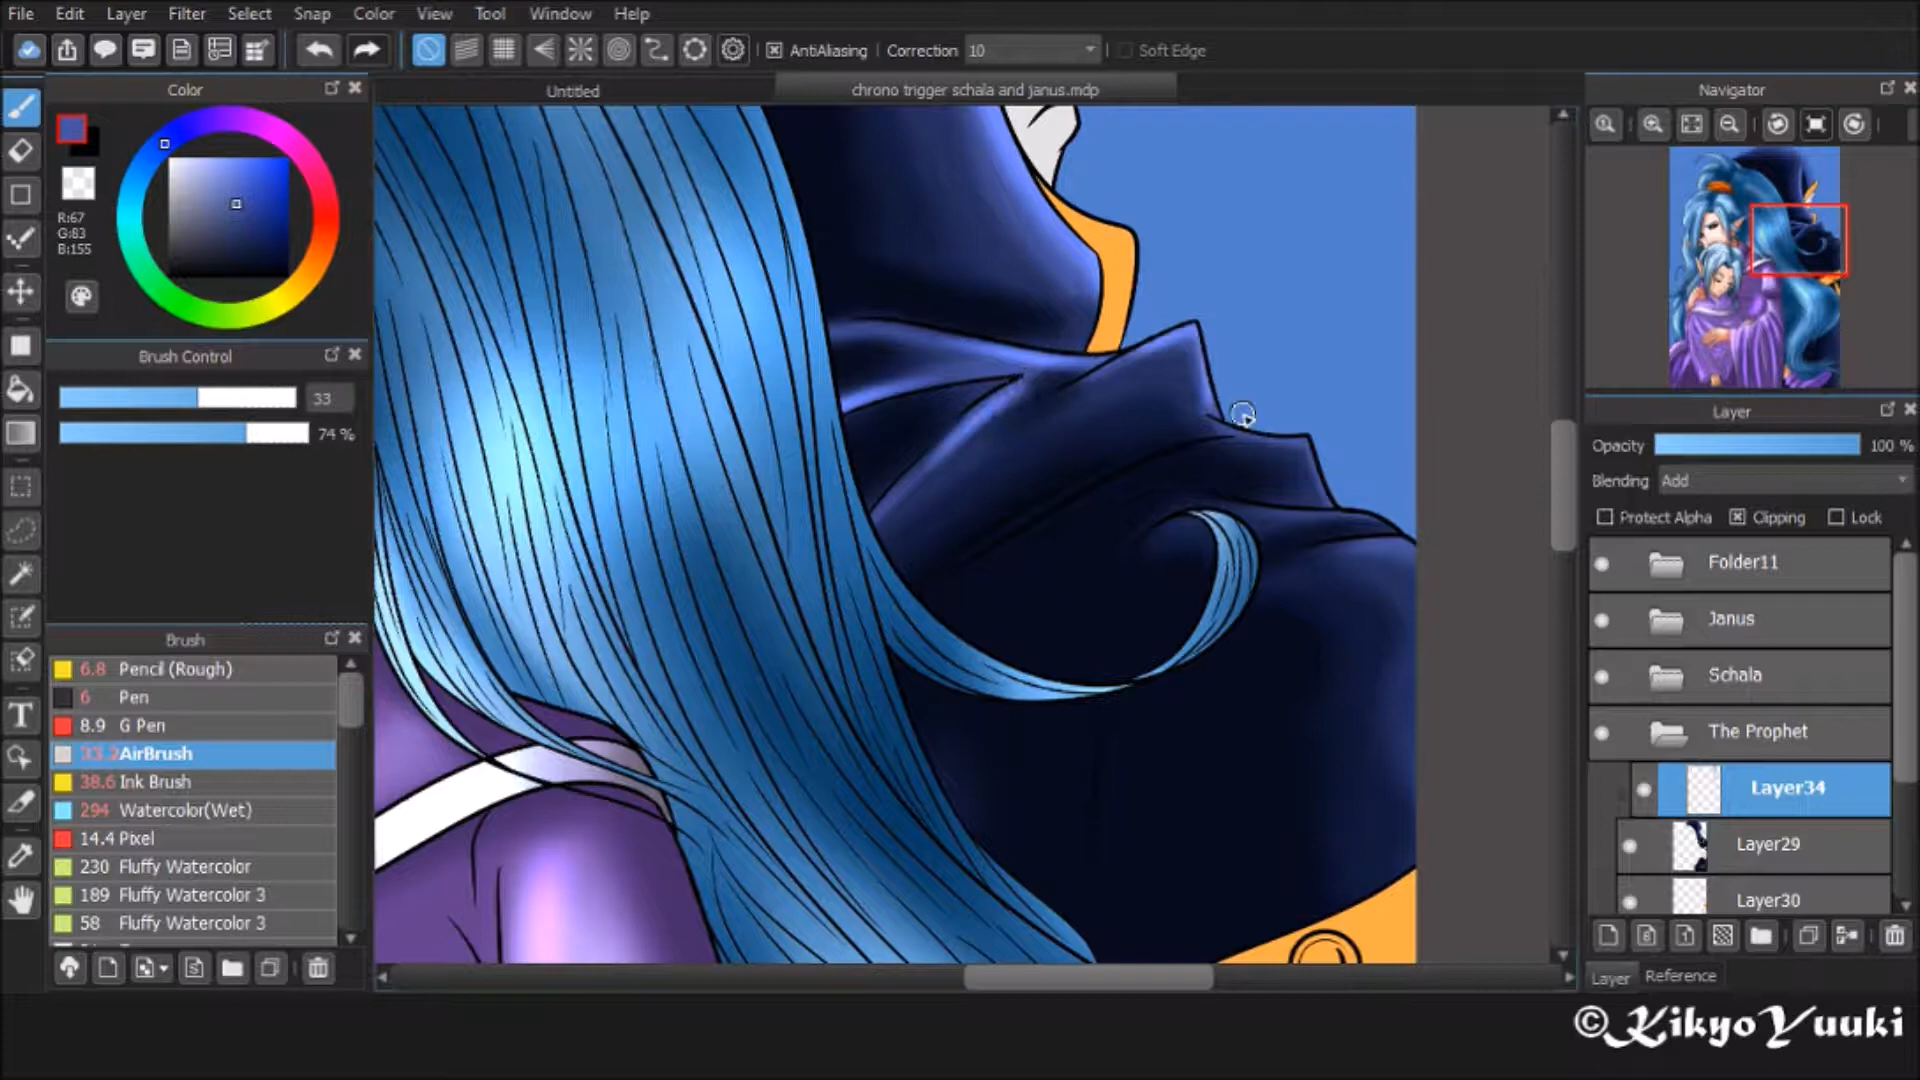 File Edit Layer Filter Select Snap Color View Tool Window Help
AntiAliasing Correction 10 Soft Edge
Color
Untitled
chrono trigger schala and janus.mdp
Navigator
R:67
G:83
B:155
Brush Control
33
74 %
Layer
Opacity 100 %
Blending Add
Protect Alpha Clipping Lock
Folder11
Janus
Schala
The Prophet
Layer34
Layer29
Layer30
Layer Reference
Brush
6.8 Pencil (Rough)
6 Pen
8.9 G Pen
AirBrush
38.6 Ink Brush
294 Watercolor(Wet)
14.4 Pixel
230 Fluffy Watercolor
189 Fluffy Watercolor 3
58 Fluffy Watercolor 3
©KikyoYuuki